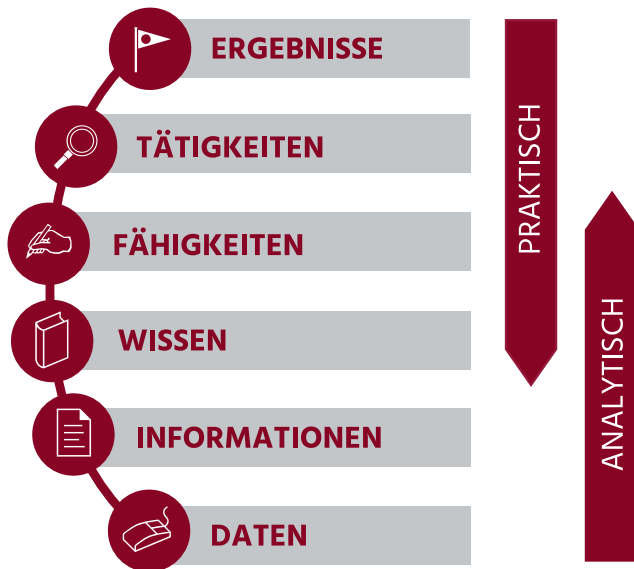 ERGEBNISSE
TÄTIGKEITEN
FÄHIGKEITEN
WISSEN
INFORMATIONEN
DATEN
PRAKTISCH
ANALYTISCH